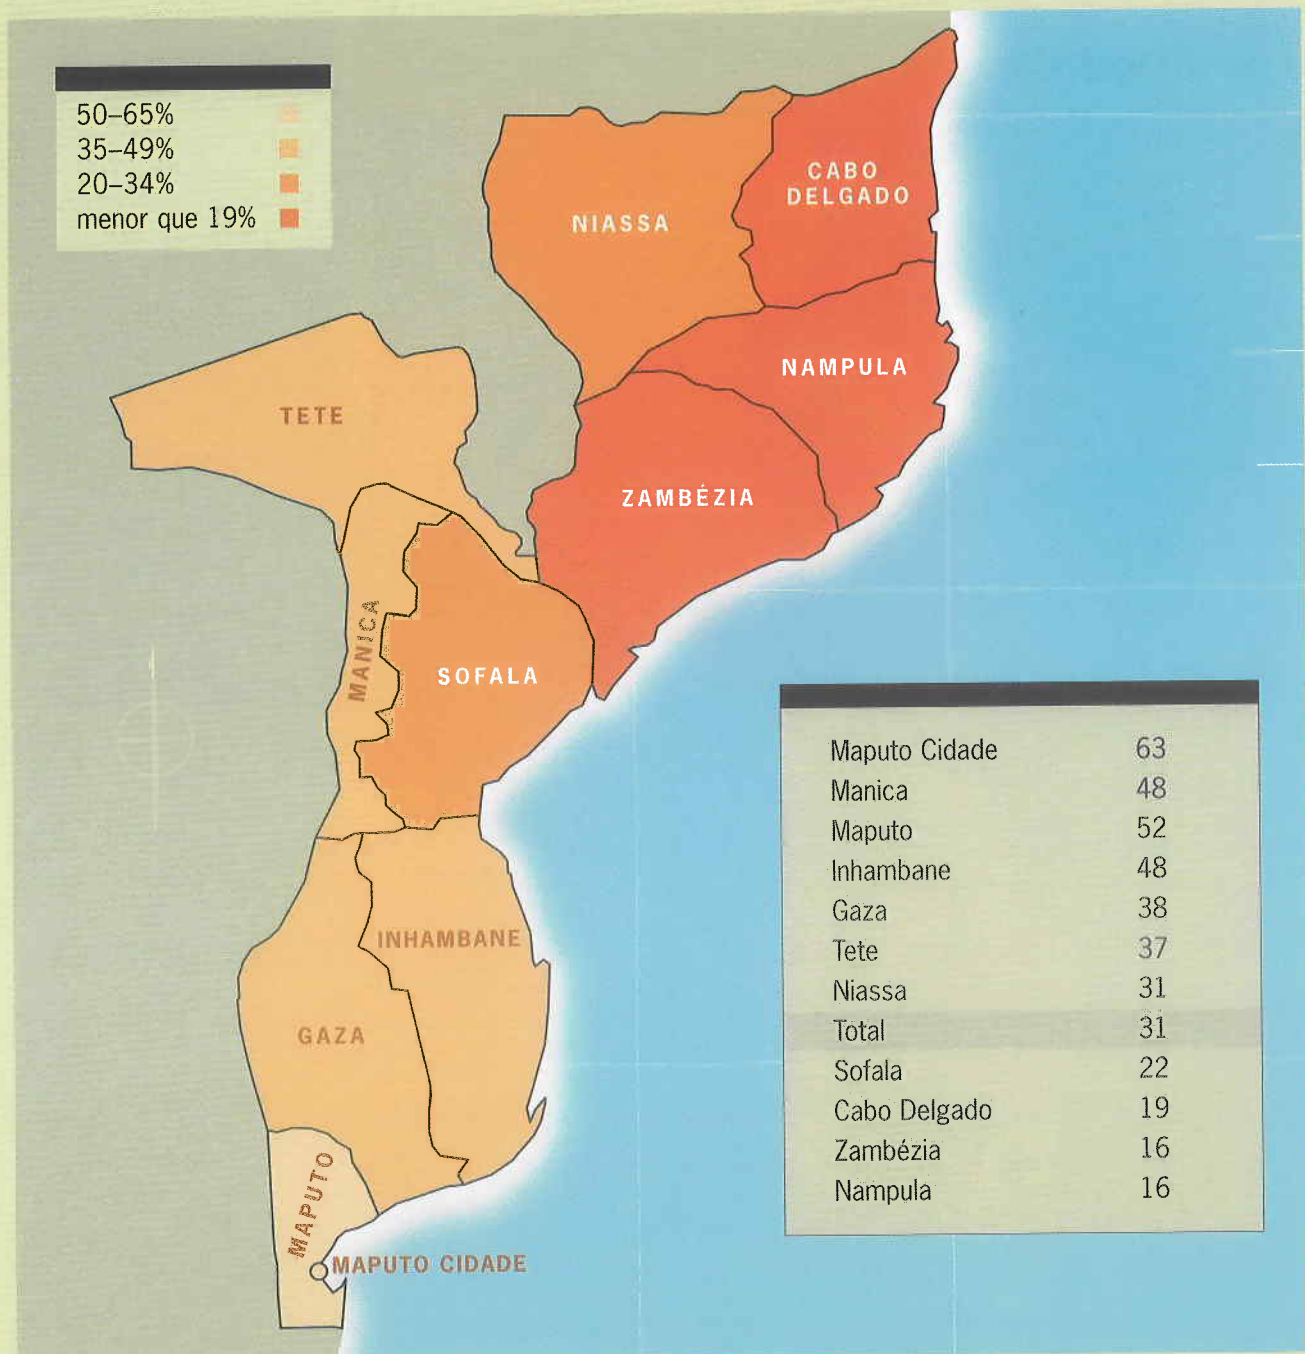 50–65%
35–49%
20–34%
menor que 19%
CABO
DELGADO
NIASSA
NAMPULA
TETE
ZAMBÉZIA
MANICA
SOFALA
INHAMBANE
GAZA
MAPUTO
MAPUTO CIDADE
Maputo Cidade 63
Manica 48
Maputo 52
Inhambane 48
Gaza 38
Tete 37
Niassa 31
Total 31
Sofala 22
Cabo Delgado 19
Zambézia 16
Nampula 16